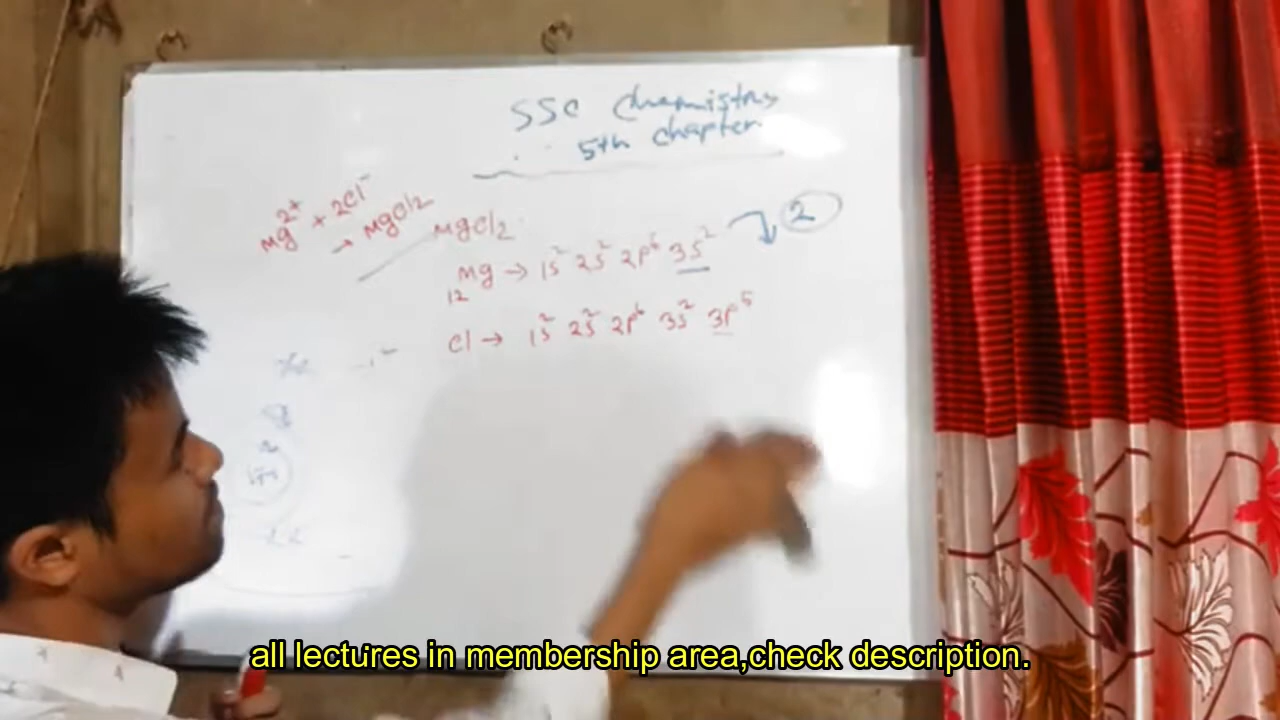 SSC Chemistry
5th chapter
Mg²⁺ + 2Cl⁻
→ MgCl₂
MgCl₂
₁₂Mg → 1s² 2s² 2p⁶ 3s² 2
Cl → 1s² 2s² 2p⁶ 3s² 3p⁵
all lectures in membership area,check description.